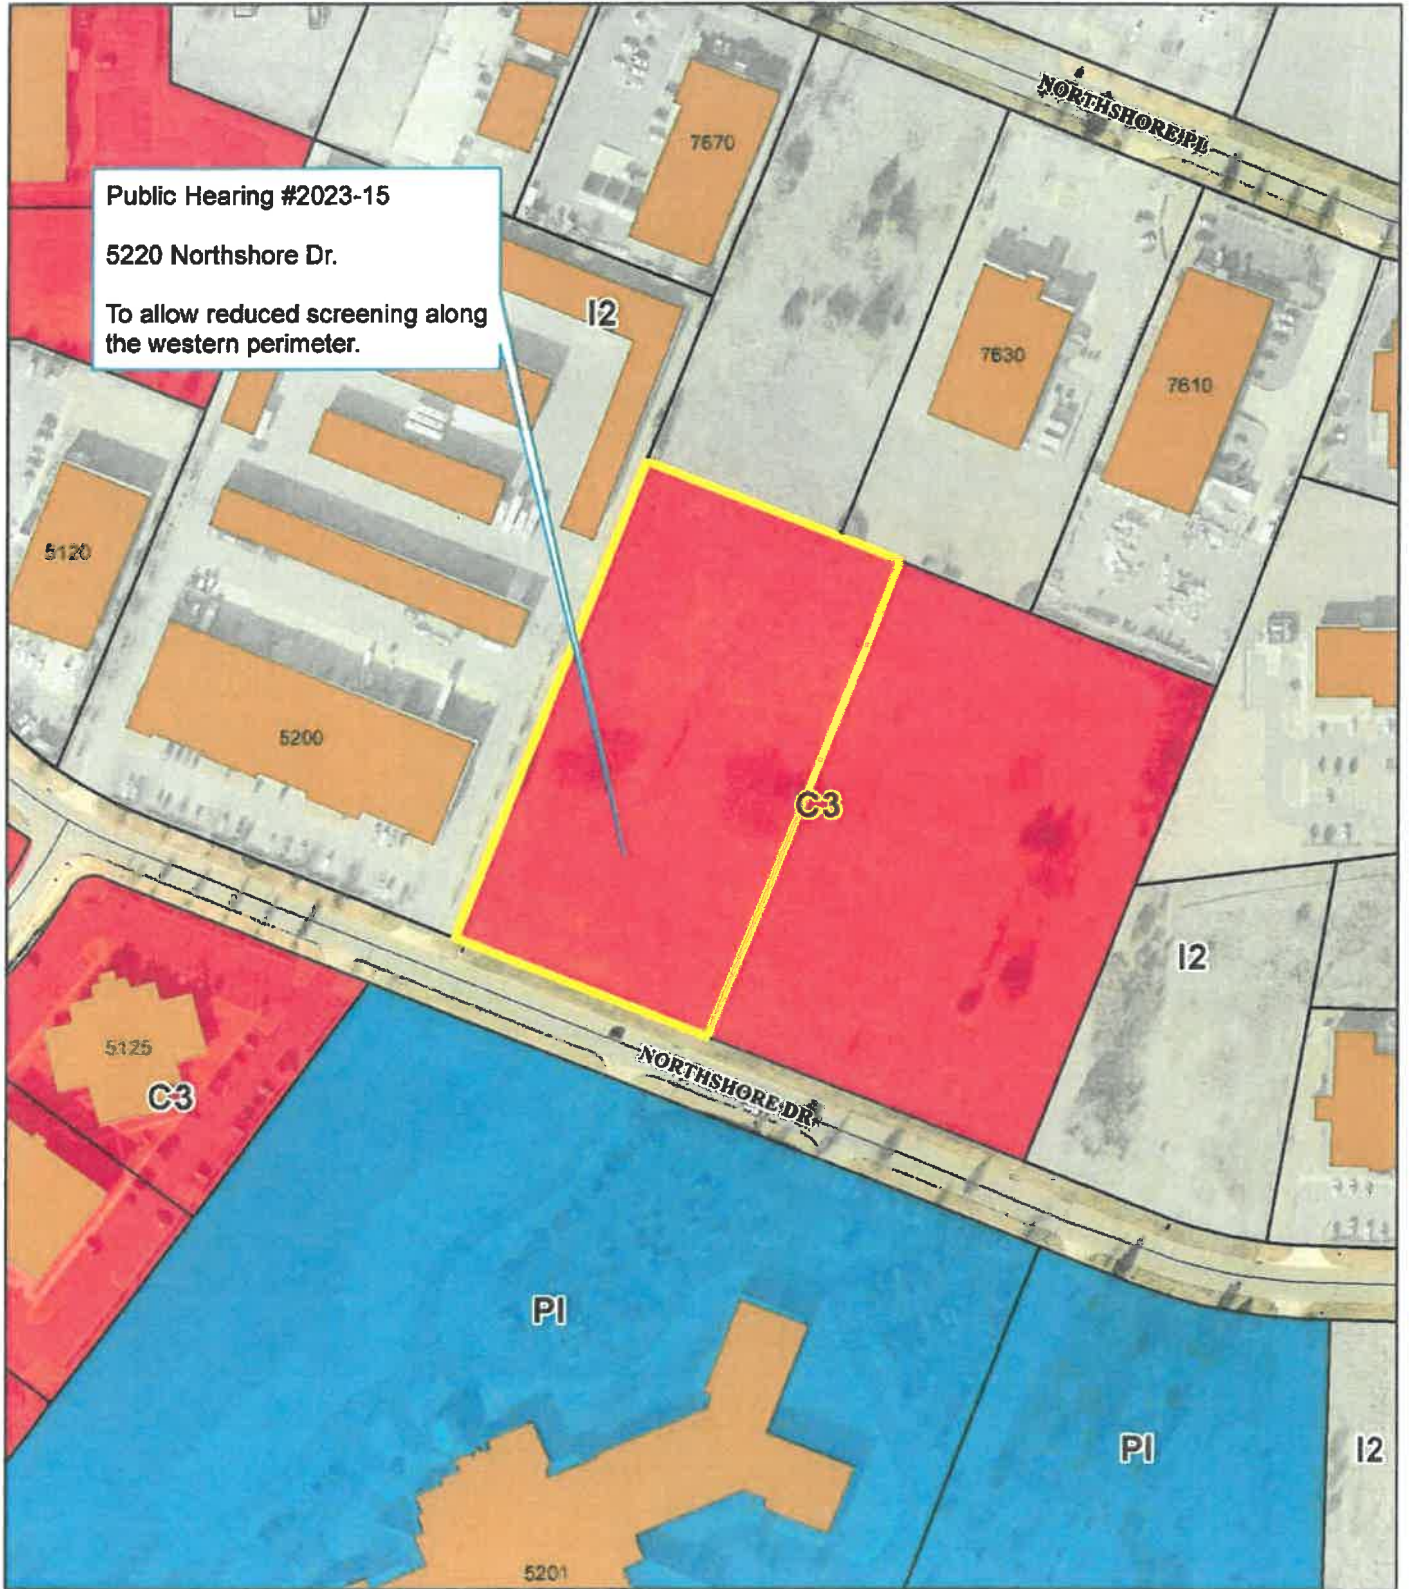 NORTHSHORE PL
7670
Public Hearing #2023-15
5220 Northshore Dr.
To allow reduced screening along
the western perimeter.
I2
7630
7610
5120
5200
C-3
I2
5125
C-3
NORTHSHORE DR
PI
PI
I2
5201